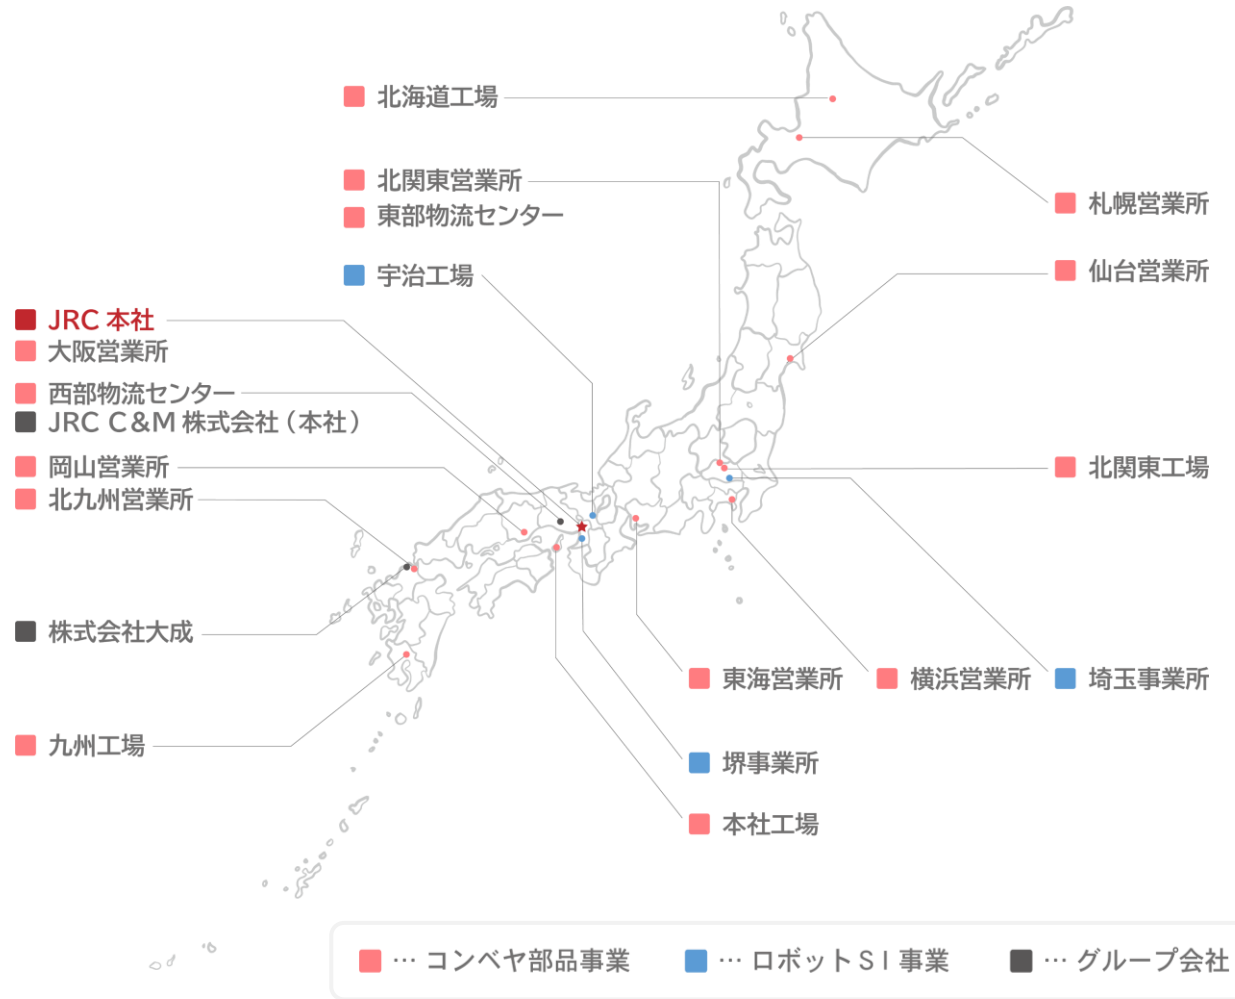 北海道工場
北関東営業所
東部物流センター
札幌営業所
宇治工場
仙台営業所
JRC 本社
大阪営業所
西部物流センター
JRC C&M 株式会社(本社)
岡山営業所
北関東工場
北九州営業所
株式会社大成
東海営業所
横浜営業所
埼玉事業所
九州工場
堺事業所
本社工場
… コンベヤ部品事業
… ロボットSI事業
… グループ会社